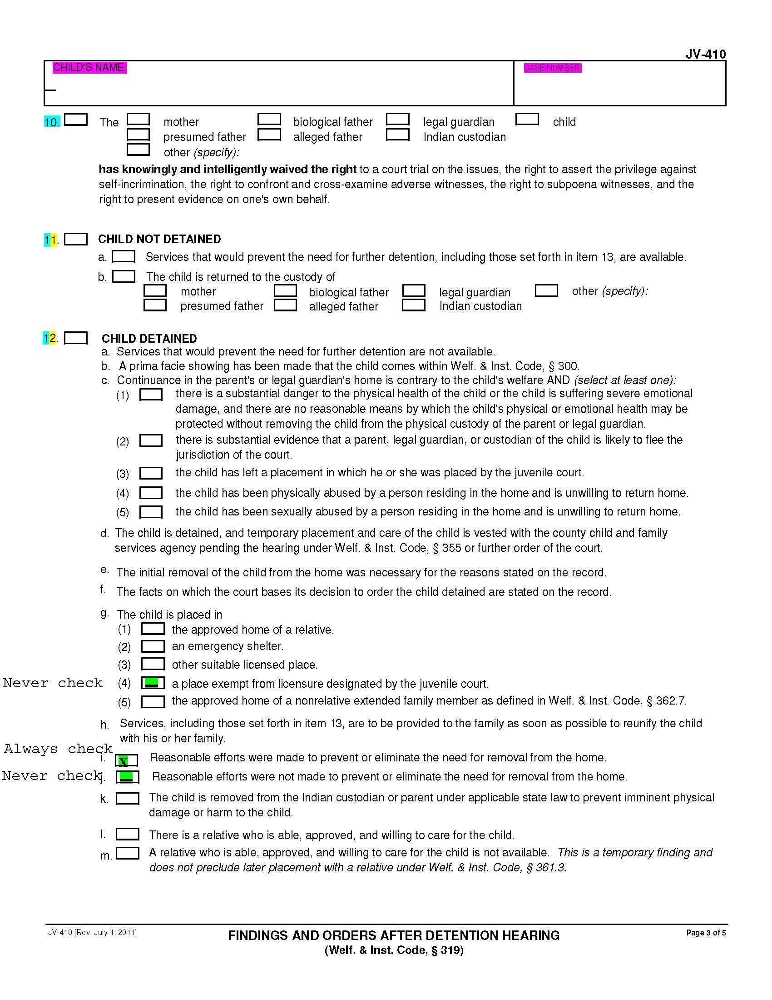 JV-410
CHILD'S NAME:
CASE NUMBER:
10. The mother biological father legal guardian child
presumed father alleged father Indian custodian
other (specify):
has knowingly and intelligently waived the right to a court trial on the issues, the right to assert the privilege against
self-incrimination, the right to confront and cross-examine adverse witnesses, the right to subpoena witnesses, and the
right to present evidence on one's own behalf.
11. CHILD NOT DETAINED
a. Services that would prevent the need for further detention, including those set forth in item 13, are available.
b. The child is returned to the custody of
mother biological father legal guardian other (specify):
presumed father alleged father Indian custodian
12. CHILD DETAINED
a. Services that would prevent the need for further detention are not available.
b. A prima facie showing has been made that the child comes within Welf. & Inst. Code, § 300.
c. Continuance in the parent's or legal guardian's home is contrary to the child's welfare AND (select at least one):
(1) there is a substantial danger to the physical health of the child or the child is suffering severe emotional
damage, and there are no reasonable means by which the child's physical or emotional health may be
protected without removing the child from the physical custody of the parent or legal guardian.
(2) there is substantial evidence that a parent, legal guardian, or custodian of the child is likely to flee the
jurisdiction of the court.
(3) the child has left a placement in which he or she was placed by the juvenile court.
(4) the child has been physically abused by a person residing in the home and is unwilling to return home.
(5) the child has been sexually abused by a person residing in the home and is unwilling to return home.
d. The child is detained, and temporary placement and care of the child is vested with the county child and family
services agency pending the hearing under Welf. & Inst. Code, § 355 or further order of the court.
e. The initial removal of the child from the home was necessary for the reasons stated on the record.
f. The facts on which the court bases its decision to order the child detained are stated on the record.
g. The child is placed in
(1) the approved home of a relative.
(2) an emergency shelter.
(3) other suitable licensed place.
Never check (4) a place exempt from licensure designated by the juvenile court.
(5) the approved home of a nonrelative extended family member as defined in Welf. & Inst. Code, § 362.7.
h. Services, including those set forth in item 13, are to be provided to the family as soon as possible to reunify the child
with his or her family.
Always check
i. x Reasonable efforts were made to prevent or eliminate the need for removal from the home.
Never check j. Reasonable efforts were not made to prevent or eliminate the need for removal from the home.
k. The child is removed from the Indian custodian or parent under applicable state law to prevent imminent physical
damage or harm to the child.
l. There is a relative who is able, approved, and willing to care for the child.
m. A relative who is able, approved, and willing to care for the child is not available. This is a temporary finding and
does not preclude later placement with a relative under Welf. & Inst. Code, § 361.3.
JV-410 [Rev. July 1, 2011] FINDINGS AND ORDERS AFTER DETENTION HEARING Page 3 of 5
(Welf. & Inst. Code, § 319)